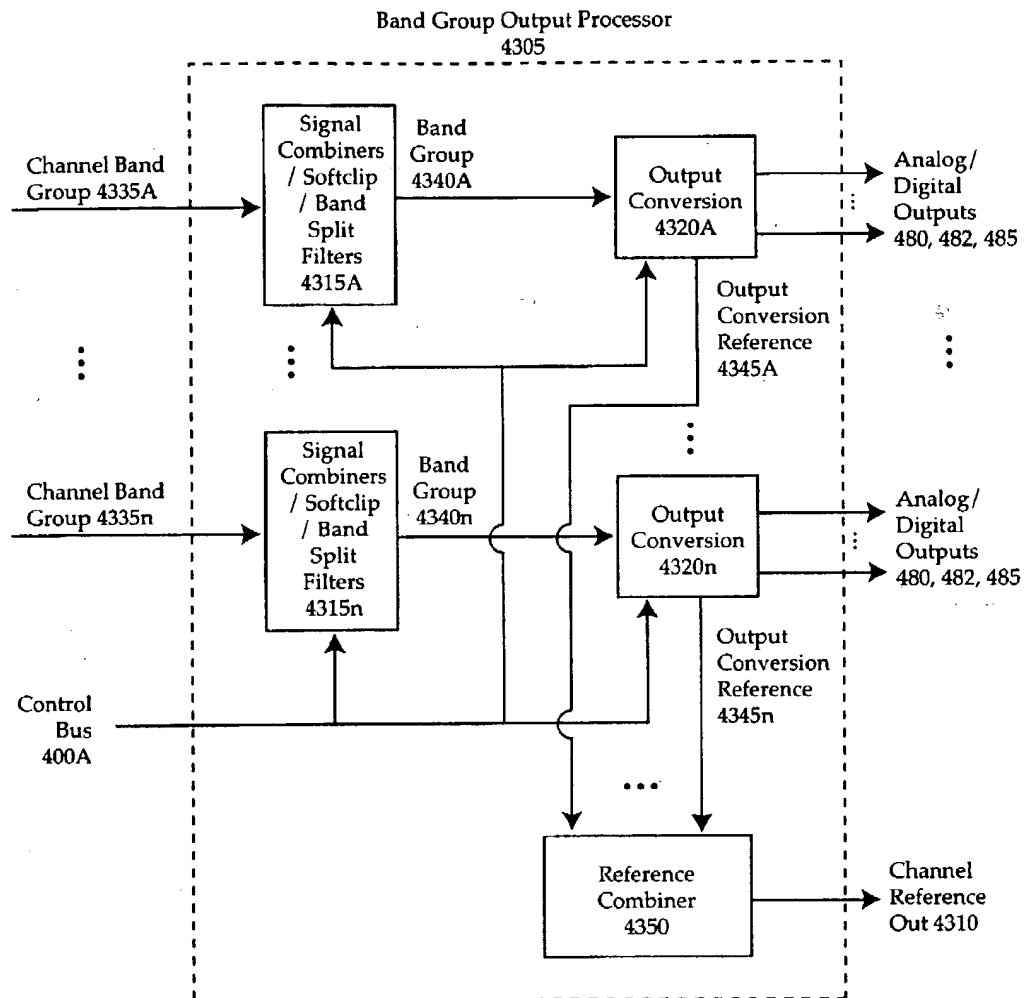 Band Group Output Processor
4305
Channel Band
Group 4335A
Signal
Combiners
/ Softclip
/ Band
Split
Filters
4315A
Band
Group
4340A
Output
Conversion
4320A
Analog/
Digital
Outputs
480, 482, 485
Output
Conversion
Reference
4345A
Channel Band
Group 4335n
Signal
Combiners
/ Softclip
/ Band
Split
Filters
4315n
Band
Group
4340n
Output
Conversion
4320n
Analog/
Digital
Outputs
480, 482, 485
Output
Conversion
Reference
4345n
Control
Bus
400A
Reference
Combiner
4350
Channel
Reference
Out 4310